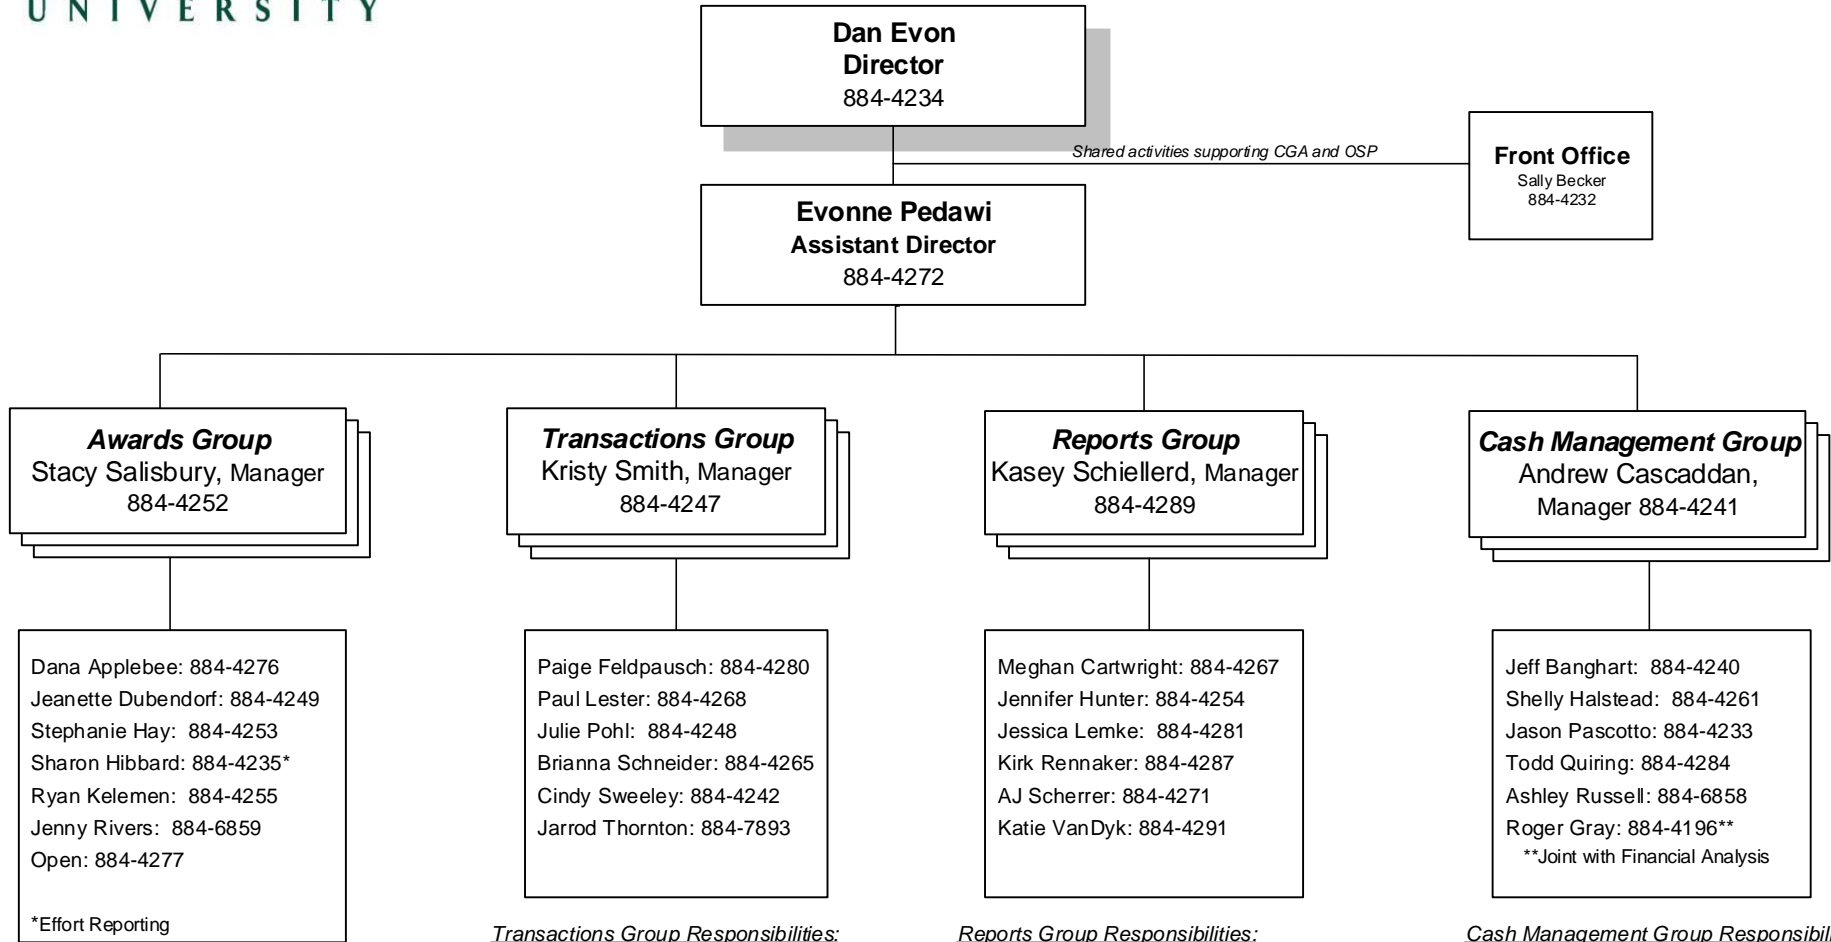 UNIVERSITY
Dan Evon
Director
884-4234
Shared activities supporting CGA and OSP
Front Office
Sally Becker
884-4232
Evonne Pedawi
Assistant Director
884-4272
Awards Group
Stacy Salisbury, Manager
884-4252
Transactions Group
Kristy Smith, Manager
884-4247
Reports Group
Kasey Schiellerd, Manager
884-4289
Cash Management Group
Andrew Cascaddan,
Manager 884-4241
Dana Applebee: 884-4276
Jeanette Dubendorf: 884-4249
Stephanie Hay: 884-4253
Sharon Hibbard: 884-4235*
Ryan Kelemen: 884-4255
Jenny Rivers: 884-6859
Open: 884-4277
*Effort Reporting
Paige Feldpausch: 884-4280
Paul Lester: 884-4268
Julie Pohl: 884-4248
Brianna Schneider: 884-4265
Cindy Sweeley: 884-4242
Jarrod Thornton: 884-7893
Meghan Cartwright: 884-4267
Jennifer Hunter: 884-4254
Jessica Lemke: 884-4281
Kirk Rennaker: 884-4287
AJ Scherrer: 884-4271
Katie VanDyk: 884-4291
Jeff Banghart: 884-4240
Shelly Halstead: 884-4261
Jason Pascotto: 884-4233
Todd Quiring: 884-4284
Ashley Russell: 884-6858
Roger Gray: 884-4196**
**Joint with Financial Analysis
Transactions Group Responsibilities:
Reports Group Responsibilities:
Cash Management Group